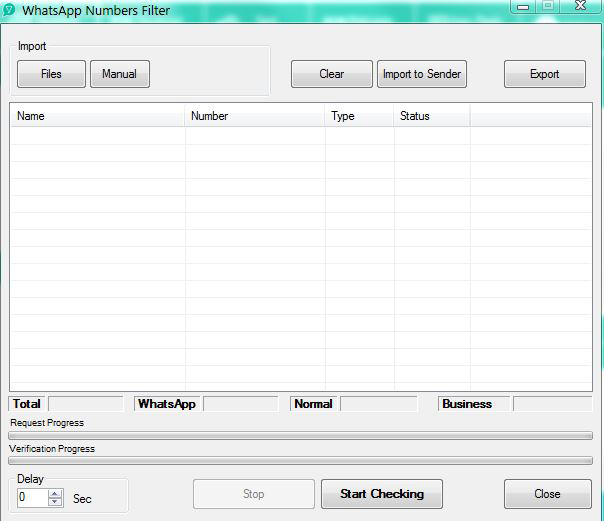 WhatsApp Numbers Filter
Import
Files Manual Clear Import to Sender Export
Name Number Type Status
Total WhatsApp Normal Business
Request Progress
Verification Progress
Delay
0 Sec Stop Start Checking Close